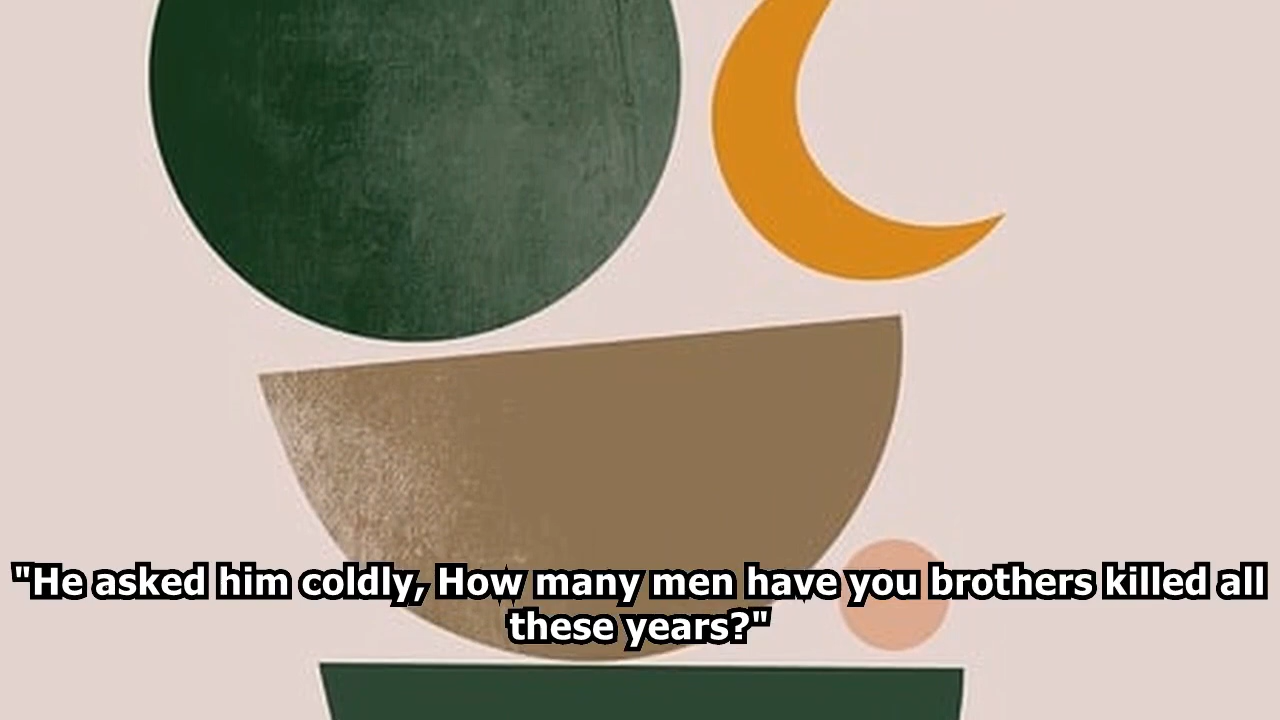 "He asked him coldly, How many men have you brothers killed all
these years?"